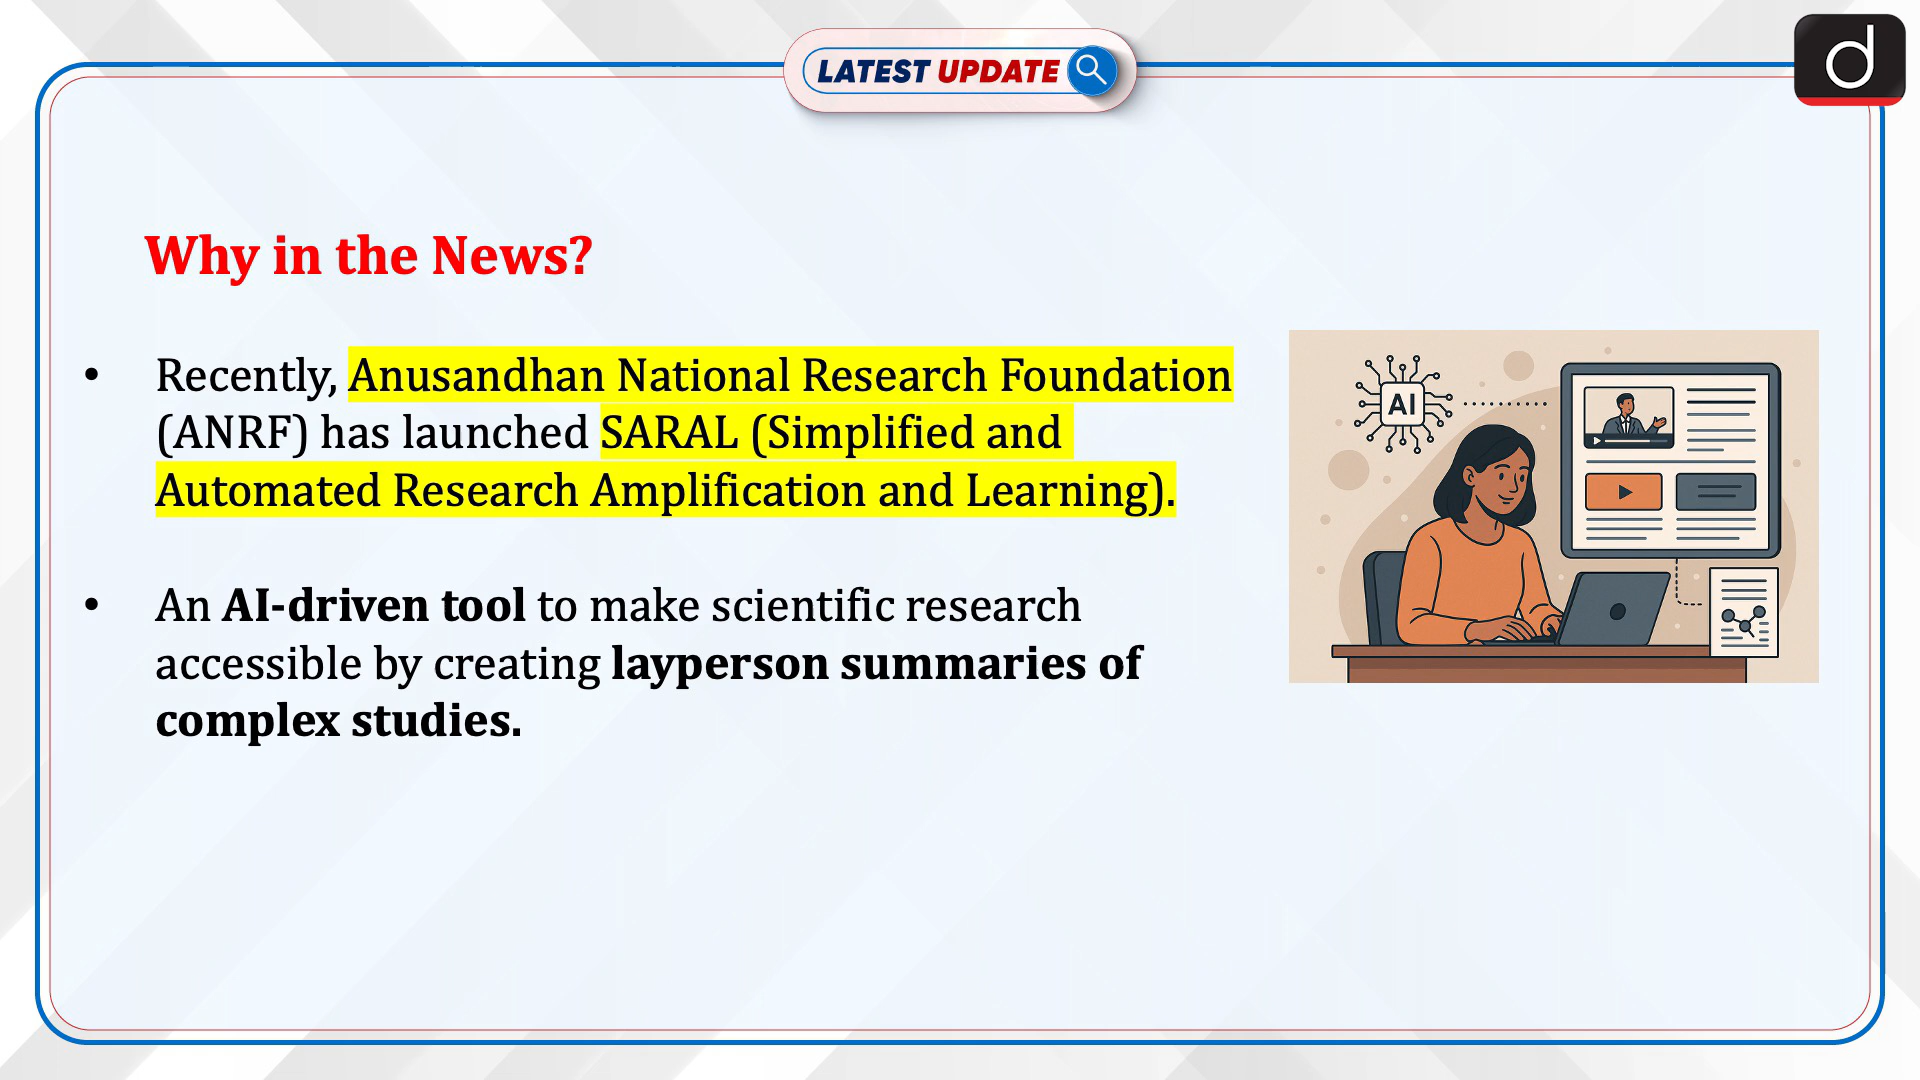 LATEST UPDATE
d
Why in the News?
• Recently, Anusandhan National Research Foundation
(ANRF) has launched SARAL (Simplified and
Automated Research Amplification and Learning).
• An AI-driven tool to make scientific research
accessible by creating layperson summaries of
complex studies.
AI